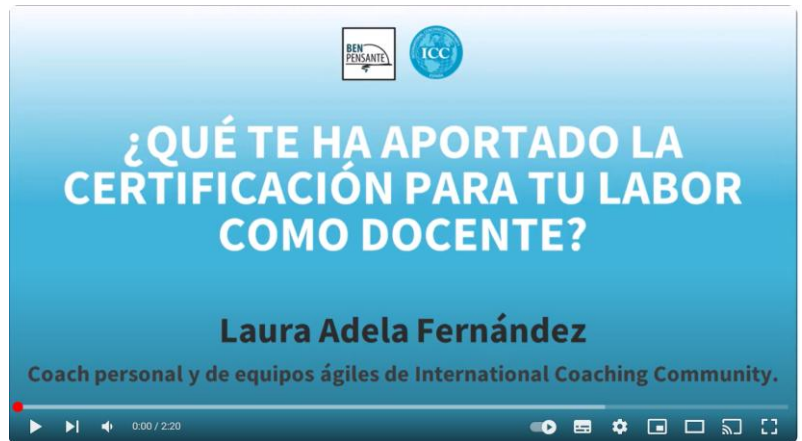 BEN
PENSANTE
ICC
¿QUÉ TE HA APORTADO LA
CERTIFICACIÓN PARA TU LABOR
COMO DOCENTE?
Laura Adela Fernández
Coach personal y de equipos ágiles de International Coaching Community.
0:00 / 2:20